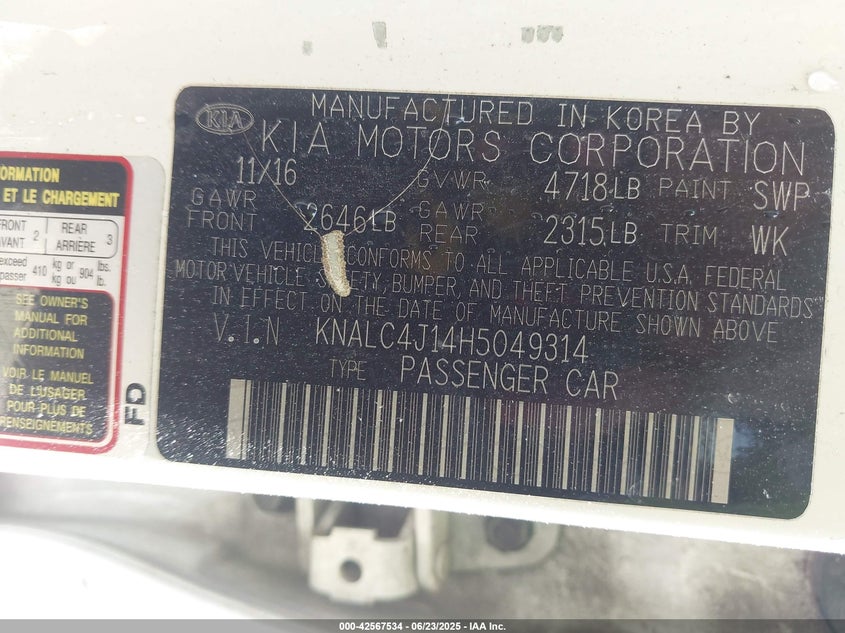 KIA
MANUFACTURED IN KOREA BY
KIA MOTORS CORPORATION
11/16 GVWR 4718LB PAINT SWP
GAWR FRONT 2646LB GAWR REAR 2315LB TRIM WK
THIS VEHICLE CONFORMS TO ALL APPLICABLE U.S.A. FEDERAL
MOTOR VEHICLE SAFETY, BUMPER, AND THEFT PREVENTION STANDARDS
IN EFFECT ON THE DATE OF MANUFACTURE SHOWN ABOVE
V.I.N KNALC4J14H5049314
TYPE PASSENGER CAR
ET LE CHARGEMENT
2 REAR
ARRIÈRE 3
410 kg or 904 lbs.
kg ou lb.
SEE OWNER'S
MANUAL FOR
ADDITIONAL
INFORMATION
VOIR LE MANUEL
DE L'USAGER
POUR PLUS DE
RENSEIGNEMENTS
FD
000-42567534 | 06/23/2025 - IAA Inc.